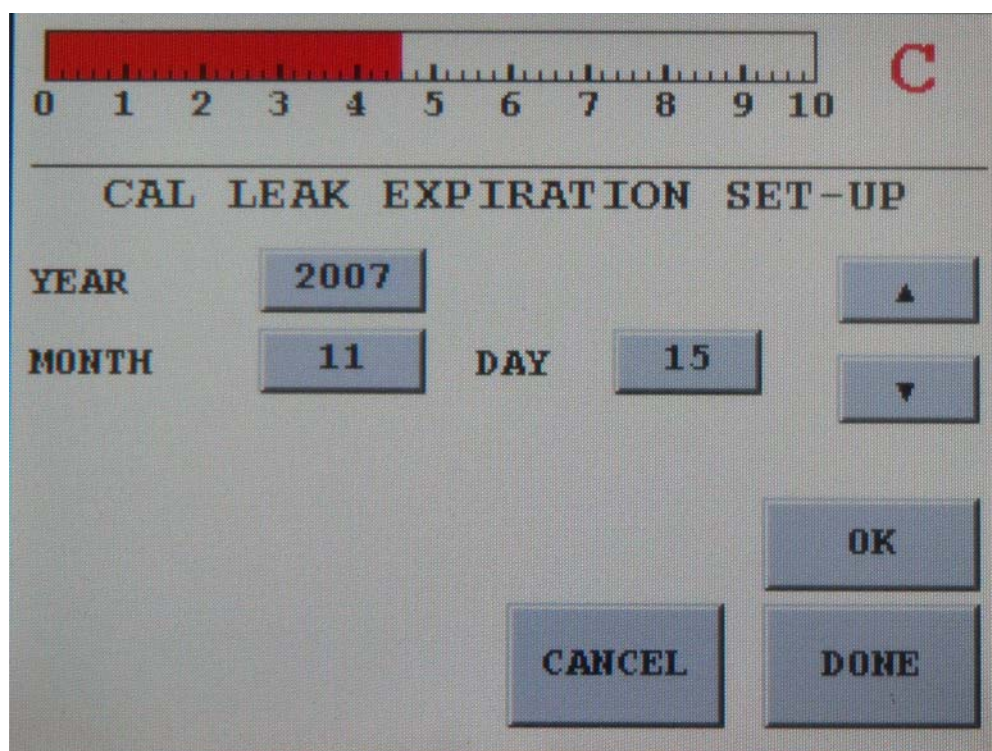 C
0 1 2 3 4 5 6 7 8 9 10
CAL LEAK EXPIRATION SET-UP
YEAR 2007
MONTH 11 DAY 15
OK
CANCEL DONE